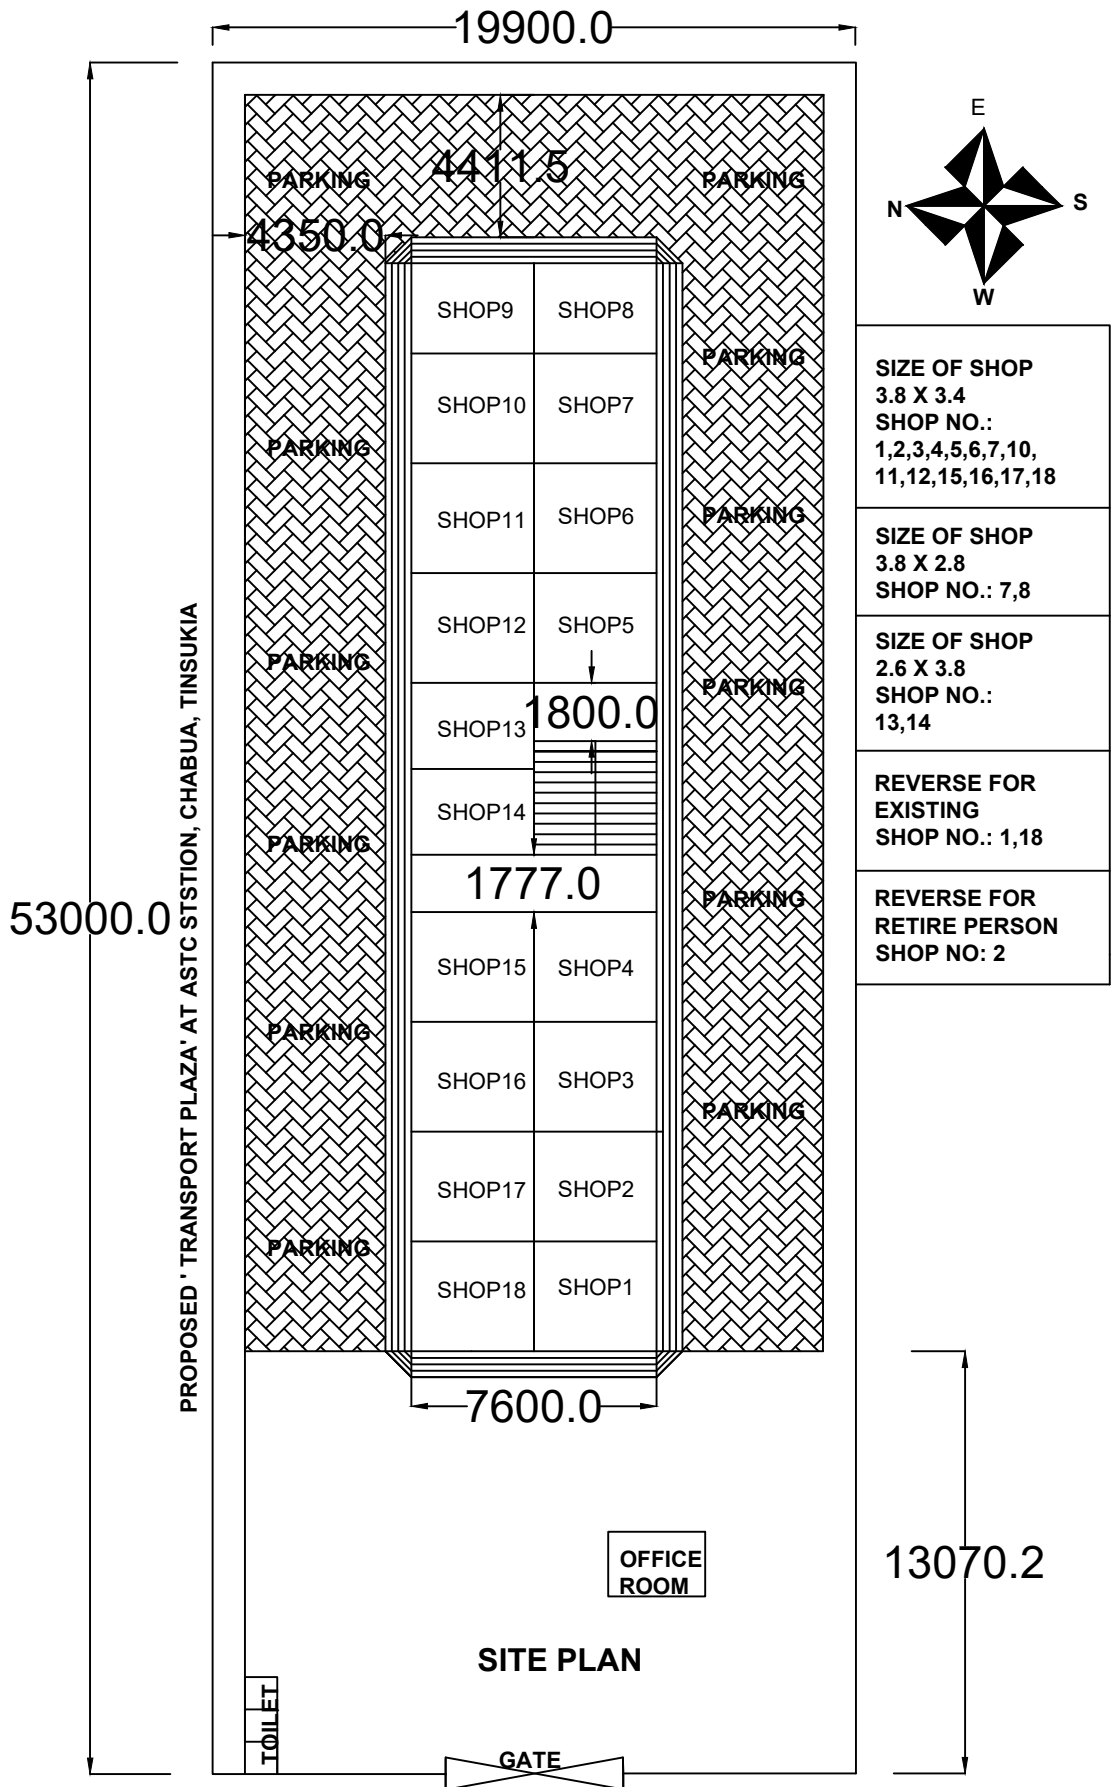 19900.0
E
PARKING
4411.5
PARKING
N
S
4350.0
W
SHOP9
SHOP8
PARKING
SIZE OF SHOP
3.8 X 3.4
SHOP NO.:
1,2,3,4,5,6,7,10,
11,12,15,16,17,18
SHOP10
SHOP7
PARKING
SHOP11
SHOP6
PARKING
SIZE OF SHOP
3.8 X 2.8
SHOP NO.: 7,8
SHOP12
SHOP5
PARKING
SIZE OF SHOP
2.6 X 3.8
SHOP NO.:
13,14
PARKING
SHOP13
1800.0
REVERSE FOR
EXISTING
SHOP NO.: 1,18
SHOP14
PARKING
1777.0
PARKING
REVERSE FOR
RETIRE PERSON
SHOP NO: 2
53000.0
PROPOSED ' TRANSPORT PLAZA' AT ASTC STSTION, CHABUA, TINSUKIA
SHOP15
SHOP4
PARKING
SHOP16
SHOP3
PARKING
SHOP17
SHOP2
PARKING
SHOP18
SHOP1
7600.0
OFFICE
ROOM
13070.2
SITE PLAN
TOILET
GATE